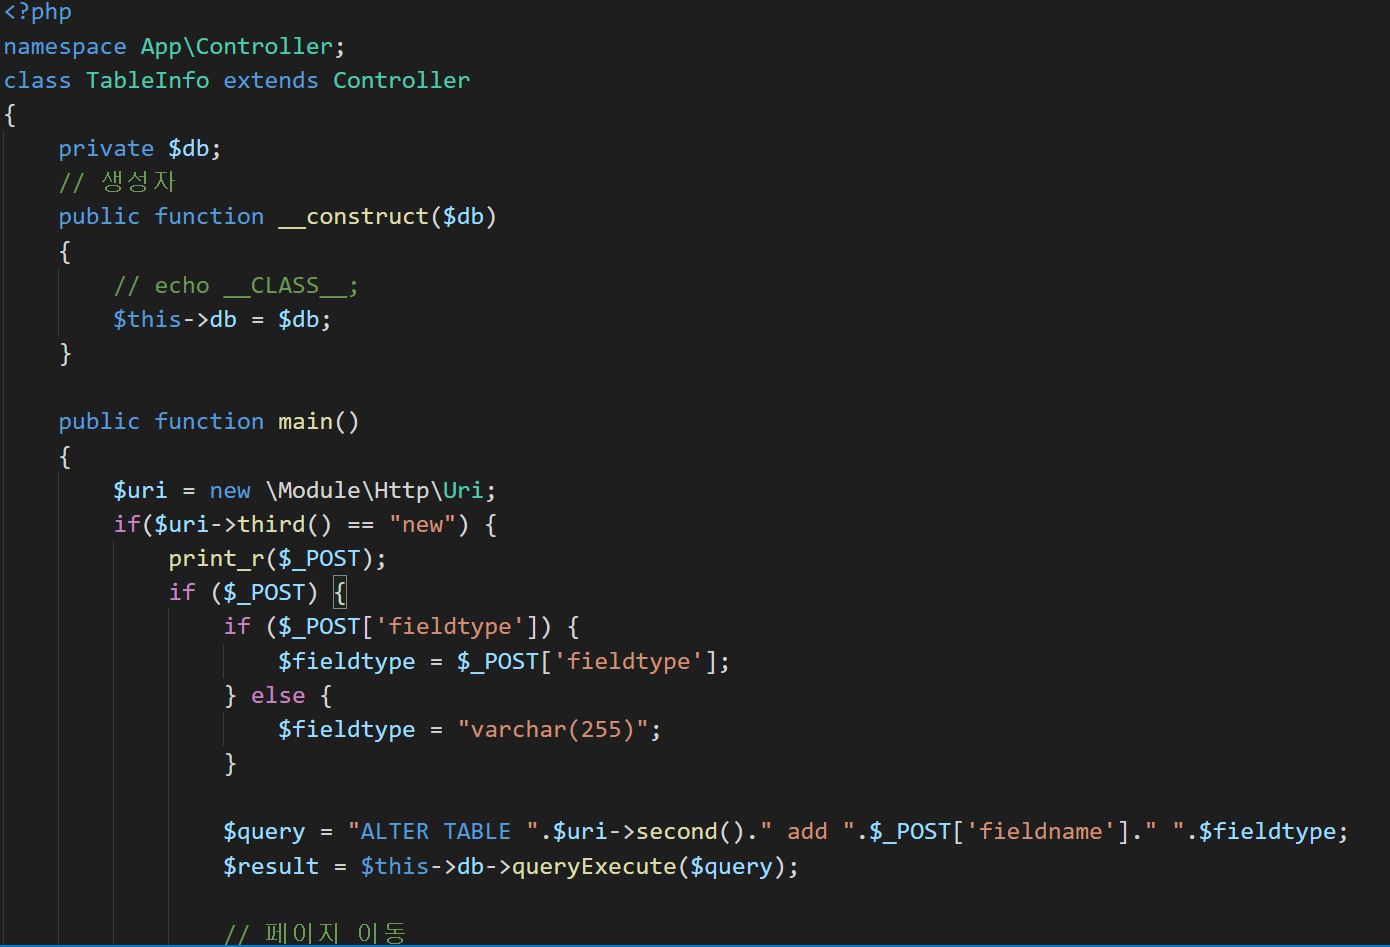 <?php
namespace App\Controller;
class TableInfo extends Controller
{
    private $db;
    // 생성자
    public function __construct($db)
    {
        // echo __CLASS__;
        $this->db = $db;
    }

    public function main()
    {
        $uri = new \Module\Http\Uri;
        if($uri->third() == "new") {
            print_r($_POST);
            if ($_POST) {
                if ($_POST['fieldtype']) {
                    $fieldtype = $_POST['fieldtype'];
                } else {
                    $fieldtype = "varchar(255)";
                }

                $query = "ALTER TABLE ".$uri->second()." add ".$_POST['fieldname']." ".$fieldtype;
                $result = $this->db->queryExecute($query);

                // 페이지 이동